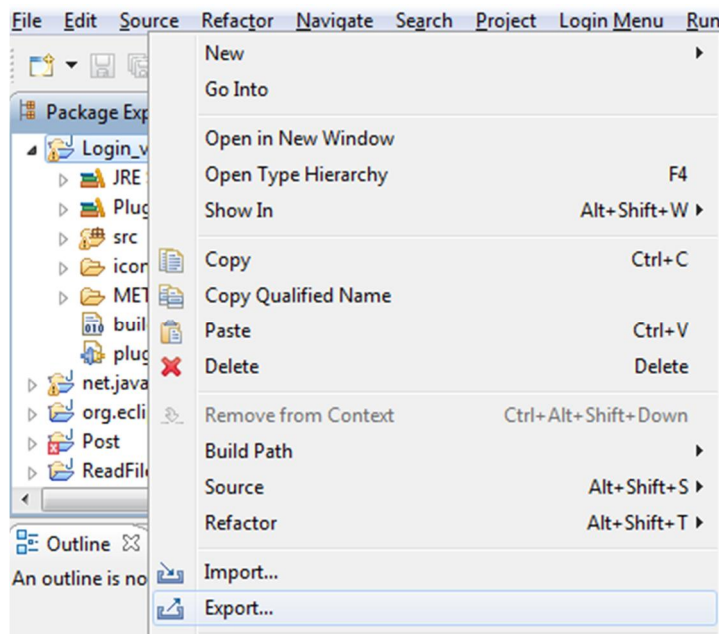 File Edit Source Refactor Navigate Search Project Login Menu Run
New
Go Into
Package Exp
Open in New Window
Login_v
Open Type Hierarchy F4
JRE
Plug
Show In Alt+Shift+W
src
Copy Ctrl+C
icon
Copy Qualified Name
MET
Paste Ctrl+V
buil
plug
Delete Delete
net.java
Remove from Context Ctrl+Alt+Shift+Down
org.ecli
Post
Build Path
ReadFile
Source Alt+Shift+S
Refactor Alt+Shift+T
Outline
Import...
An outline is no
Export...